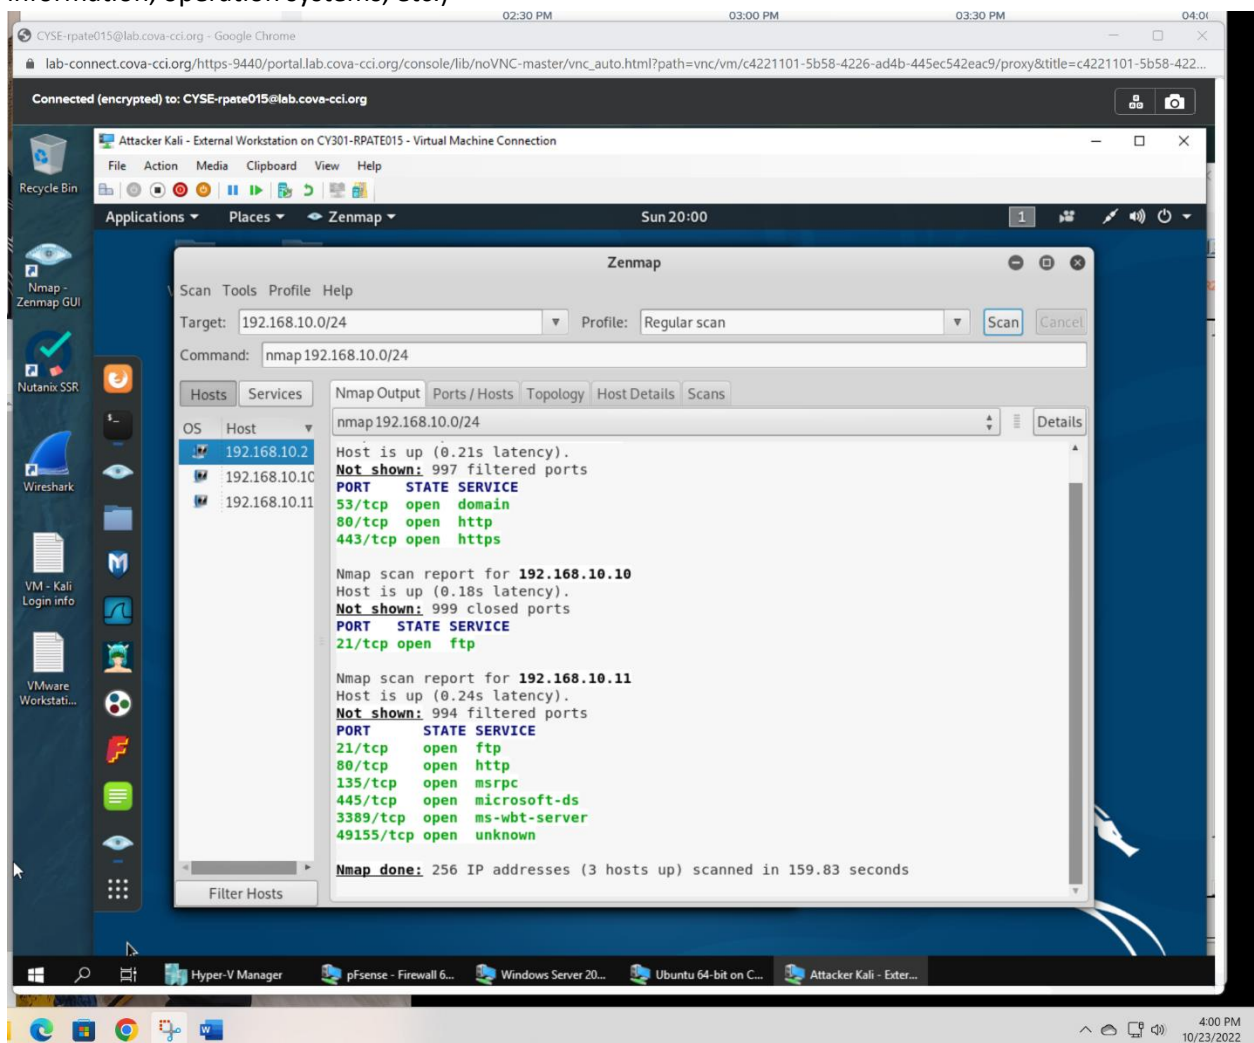 02:30 PM 03:00 PM 03:30 PM
CYSE-rpate015@lab.cova-cci.org - Google Chrome
lab-connect.cova-cci.org/https-9440/portal.lab.cova-cci.org/console/lib/noVNC-master/vnc_auto.html?path=vnc/vm/c4221101-5b58-4226-ad4b-445ec542eac9/proxy&title=c4221101-5b58-422...
Connected (encrypted) to: CYSE-rpate015@lab.cova-cci.org
Attacker Kali - External Workstation on CY301-RPATE015 - Virtual Machine Connection
File Action Media Clipboard View Help
Recycle Bin
Applications Places Zenmap Sun 20:00 1
Zenmap
Nmap - Zenmap GUI
Scan Tools Profile Help
Target: 192.168.10.0/24 Profile: Regular scan Scan Cancel
Command: nmap 192.168.10.0/24
Nutanix SSR
Hosts Services Nmap Output Ports / Hosts Topology Host Details Scans
OS Host nmap 192.168.10.0/24 Details
192.168.10.2
192.168.10.10
192.168.10.11
Host is up (0.21s latency).
Not shown: 997 filtered ports
PORT STATE SERVICE
53/tcp open domain
80/tcp open http
443/tcp open https
Nmap scan report for 192.168.10.10
Host is up (0.18s latency).
Not shown: 999 closed ports
PORT STATE SERVICE
21/tcp open ftp
Nmap scan report for 192.168.10.11
Host is up (0.24s latency).
Not shown: 994 filtered ports
PORT STATE SERVICE
21/tcp open ftp
80/tcp open http
135/tcp open msrpc
445/tcp open microsoft-ds
3389/tcp open ms-wbt-server
49155/tcp open unknown
Nmap done: 256 IP addresses (3 hosts up) scanned in 159.83 seconds
Filter Hosts
Wireshark
VM - Kali
Login info
VMware
Workstati...
Hyper-V Manager pfSense - Firewall 6... Windows Server 20... Ubuntu 64-bit on C... Attacker Kali - Exter...
4:00 PM
10/23/2022